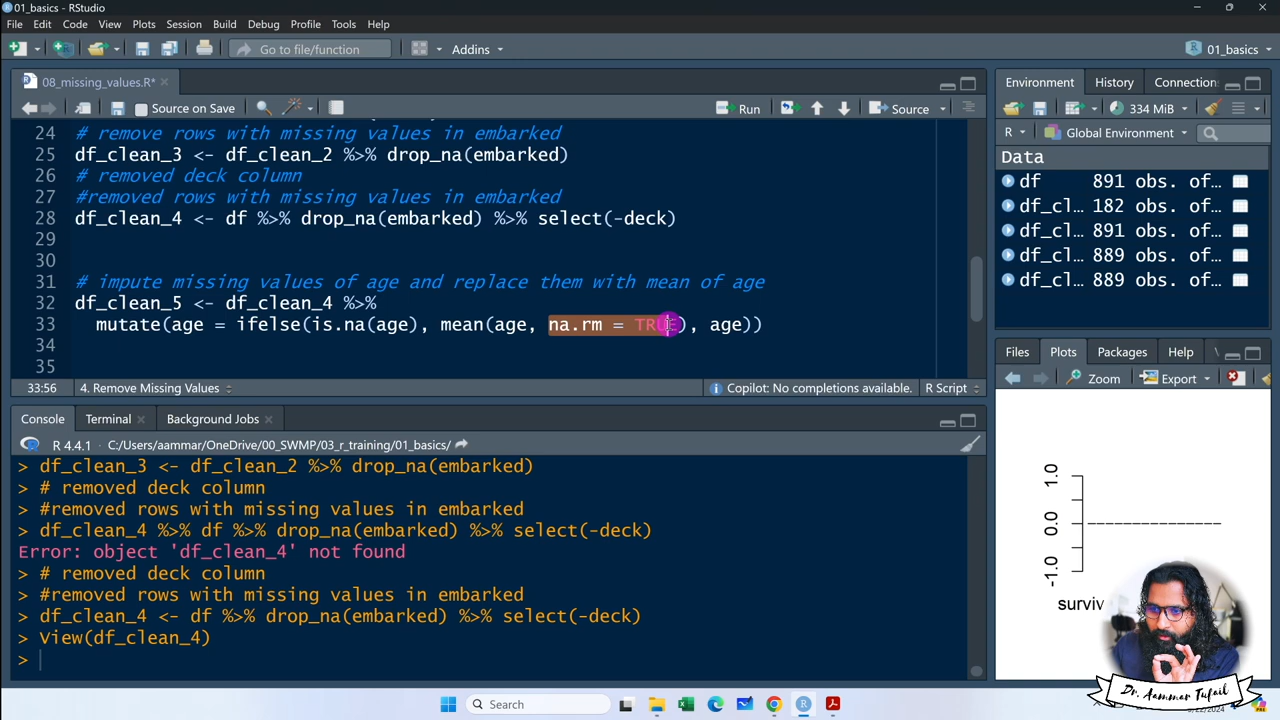 01_basics - RStudio
File Edit Code View Plots Session Build Debug Profile Tools Help
Go to file/function Addins 01_basics
08_missing_values.R*
Source on Save Run Source
24 # remove rows with missing values in embarked
25 df_clean_3 <- df_clean_2 %>% drop_na(embarked)
26 # removed deck column
27 #removed rows with missing values in embarked
28 df_clean_4 <- df %>% drop_na(embarked) %>% select(-deck)
29
30
31 # impute missing values of age and replace them with mean of age
32 df_clean_5 <- df_clean_4 %>%
33 mutate(age = ifelse(is.na(age), mean(age, na.rm = TRUE), age))
34
35
33:56 4. Remove Missing Values Copilot: No completions available. R Script
Console Terminal Background Jobs
R 4.4.1 · C:/Users/aammar/OneDrive/00_SWMP/03_r_training/01_basics/
> df_clean_3 <- df_clean_2 %>% drop_na(embarked)
> # removed deck column
> #removed rows with missing values in embarked
> df_clean_4 %>% df %>% drop_na(embarked) %>% select(-deck)
Error: object 'df_clean_4' not found
> # removed deck column
> #removed rows with missing values in embarked
> df_clean_4 <- df %>% drop_na(embarked) %>% select(-deck)
> View(df_clean_4)
>
Environment History Connection
334 MiB
R Global Environment
Data
df 891 obs. of…
df_cl… 182 obs. of…
df_cl… 891 obs. of…
df_cl… 889 obs. of…
df_cl… 889 obs. of…
Files Plots Packages Help
Zoom Export
1.0
0.0
-1.0
surviv
Dr. Aammar Tufail
Search